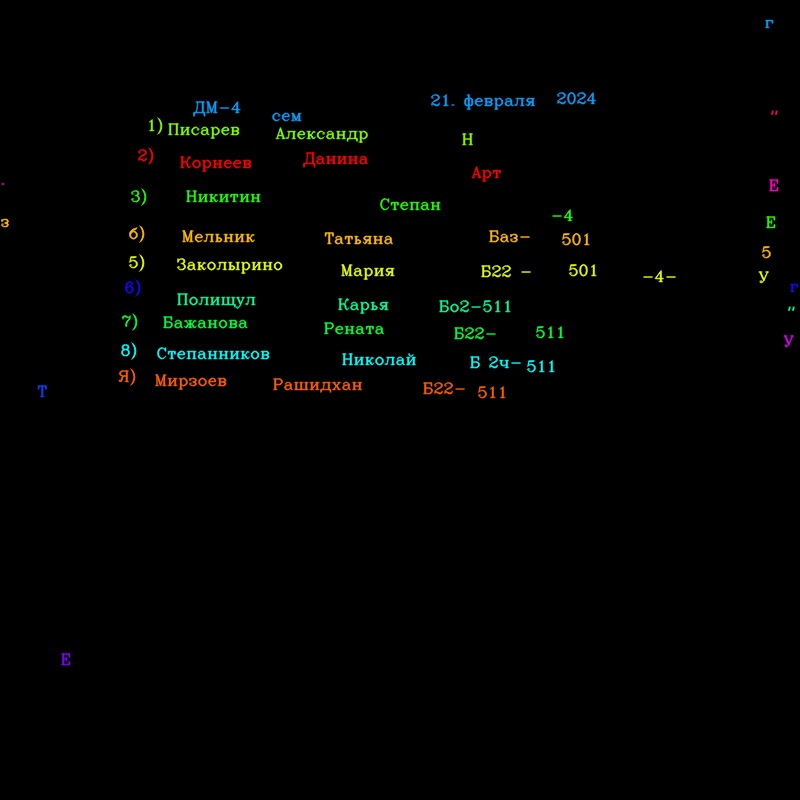 г
ДМ-4 сем 21. февраля 2024
"
1) Писарев Александр Н
2) Корнеев Данина Арт
Е
.
3) Никитин Степан -4
Е
з
б) Мельник Татьяна Баз- 501
5
5) Заколырино Мария Б22 - 501 -4- У
6)
г
Полищул Карья Бо2-511
"
7) Бажанова Рената Б22- 511
У
8) Степанников Николай Б 2ч- 511
Я) Мирзоев Рашидхан Б22- 511
Т
Е